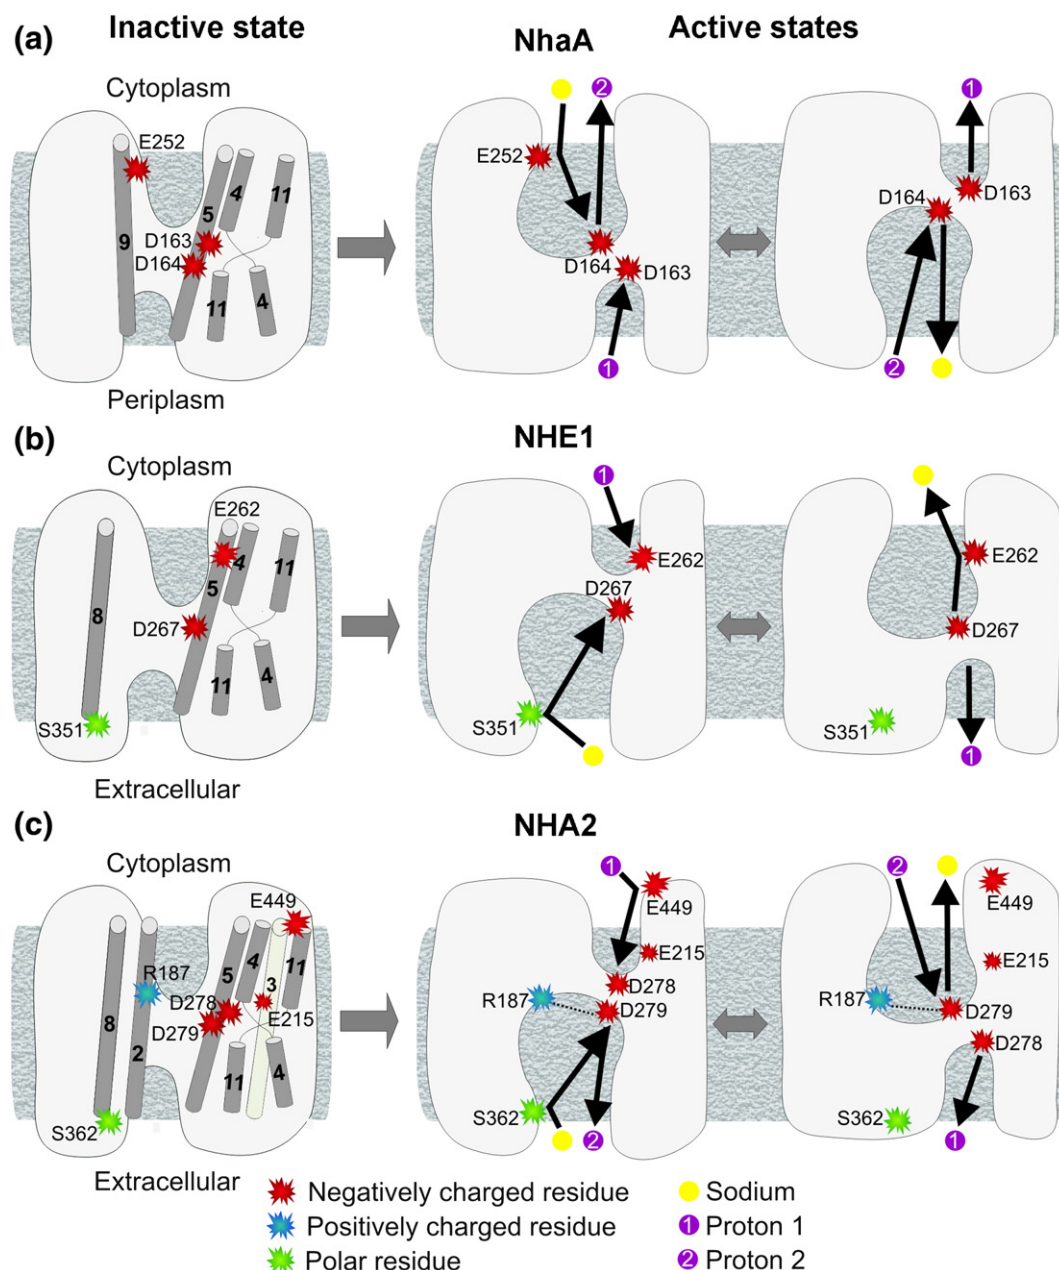 Inactive state
Active states
(a)
NhaA
Cytoplasm
E252
9
5
4
11
D163
D164
11
4
Periplasm
2
E252
D164
D163
1
1
D164
D163
2
(b)
NHE1
Cytoplasm
E262
8
5
4
11
D267
11
4
S351
Extracellular
1
E262
D267
S351
E262
D267
S351
1
(c)
NHA2
Cytoplasm
E449
R187
8
2
5
4
3
11
D278
D279
E215
11
4
S362
Extracellular
1
E449
E215
R187
D278
D279
S362
2
2
E449
E215
R187
D279
D278
S362
1
Negatively charged residue
Positively charged residue
Polar residue
Sodium
1 Proton 1
2 Proton 2